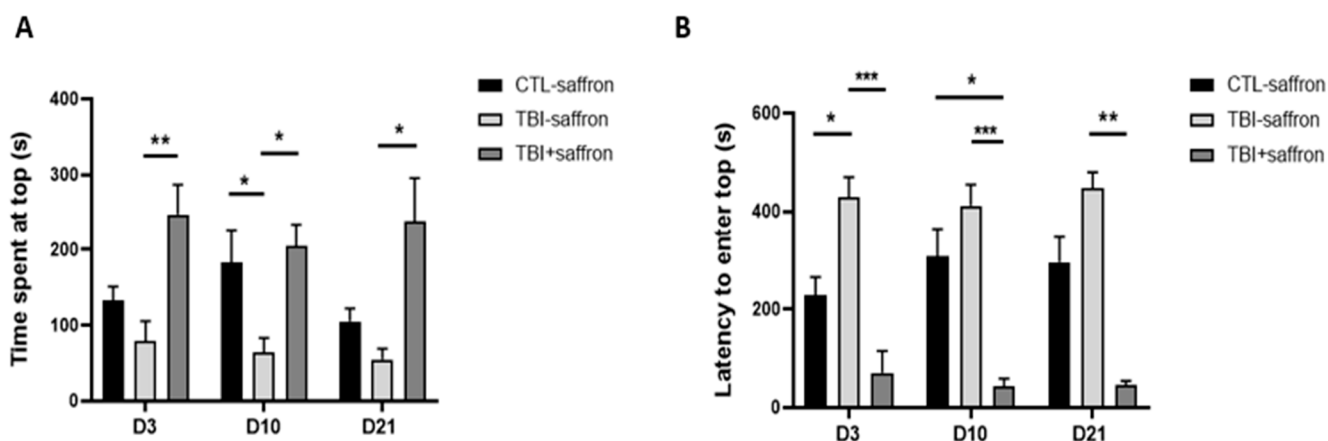 A
Time spent at top (s)
400
300
200
100
0
**
*
*
*
D3
D10
D21
CTL-saffron
TBI-saffron
TBI+saffron
B
Latency to enter top (s)
600
400
200
0
*
***
*
***
**
D3
D10
D21
CTL-saffron
TBI-saffron
TBI+saffron